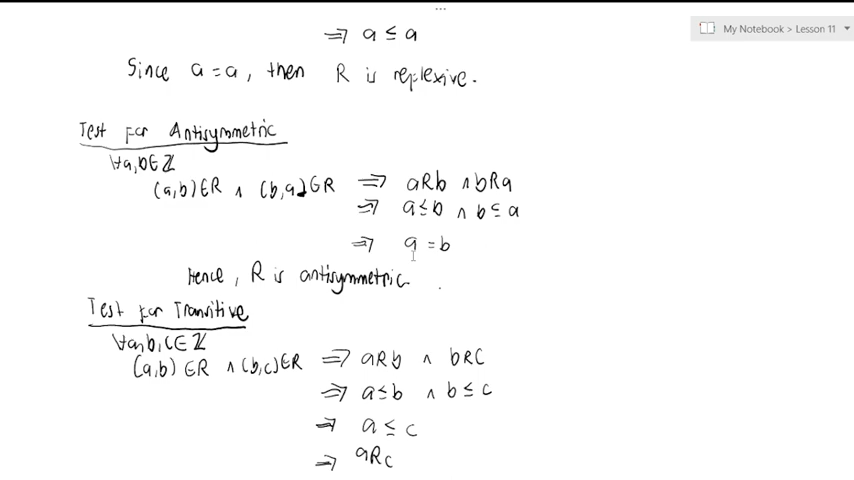 My Notebook > Lesson 11
⇒ a ≤ a
Since a = a, then R is reflexive.
Test for Antisymmetric
∀a,b∈ℤ
(a,b)∈R ∧ (b,a)∈R ⇒ aRb ∧ bRa
⇒ a≤b ∧ b≤a
⇒ a = b
Hence, R is antisymmetric.
Test for Transitive
∀a,b,c∈ℤ
(a,b)∈R ∧ (b,c)∈R ⇒ aRb ∧ bRc
⇒ a≤b ∧ b≤c
⇒ a ≤ c
⇒ aRc